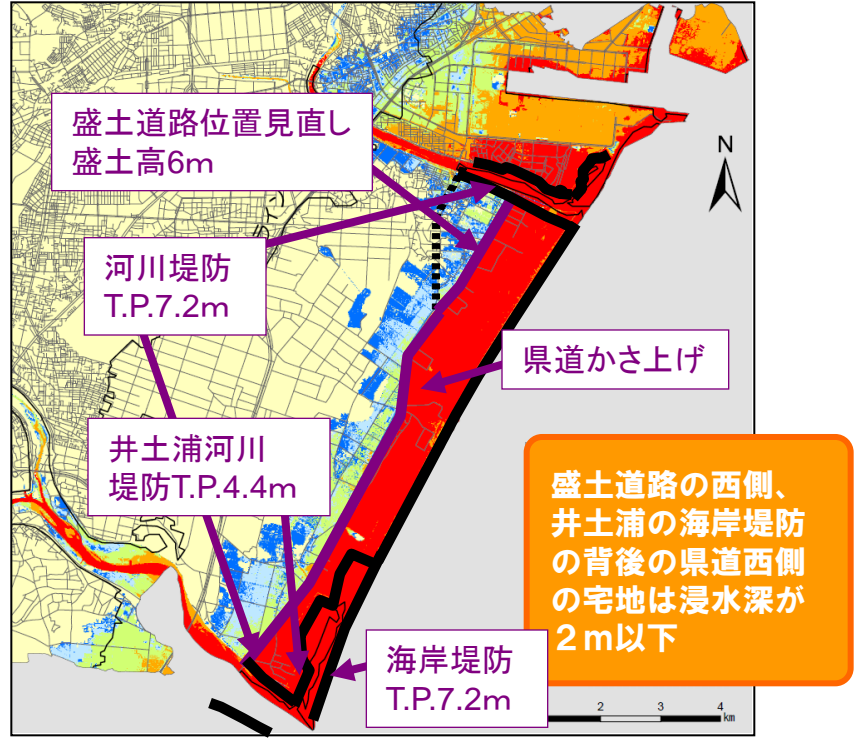 盛土道路位置見直し
盛土高6m
N
河川堤防
T.P.7.2m
県道かさ上げ
井土浦河川
堤防T.P.4.4m
盛土道路の西側、
井土浦の海岸堤防
の背後の県道西側
の宅地は浸水深が
２ｍ以下
海岸堤防
T.P.7.2m
2 3 4
km